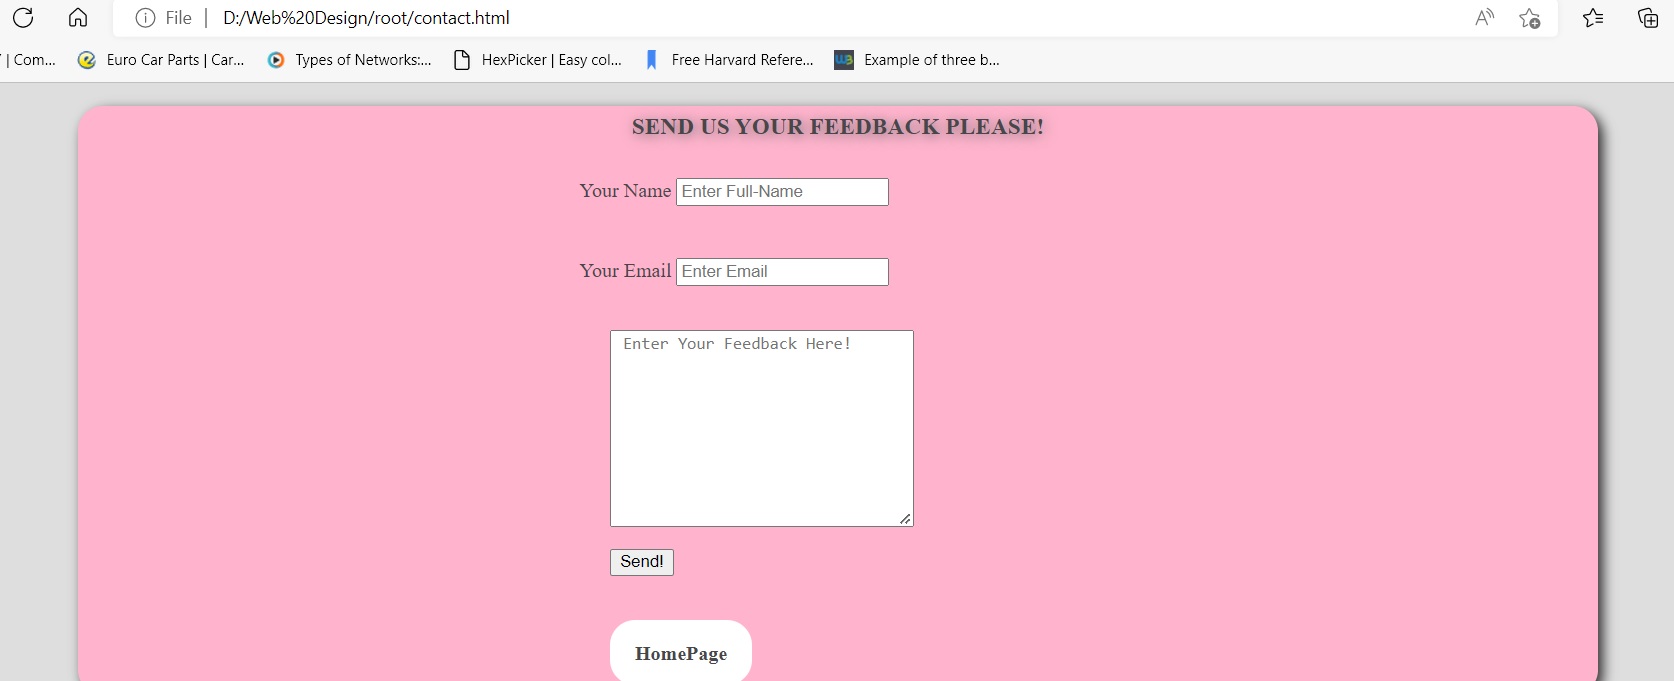 File | D:/Web%20Design/root/contact.html
| Com... Euro Car Parts | Car... Types of Networks:... HexPicker | Easy col... Free Harvard Refere... Example of three b...
SEND US YOUR FEEDBACK PLEASE!
Your Name Enter Full-Name
Your Email Enter Email
Enter Your Feedback Here!
Send!
HomePage